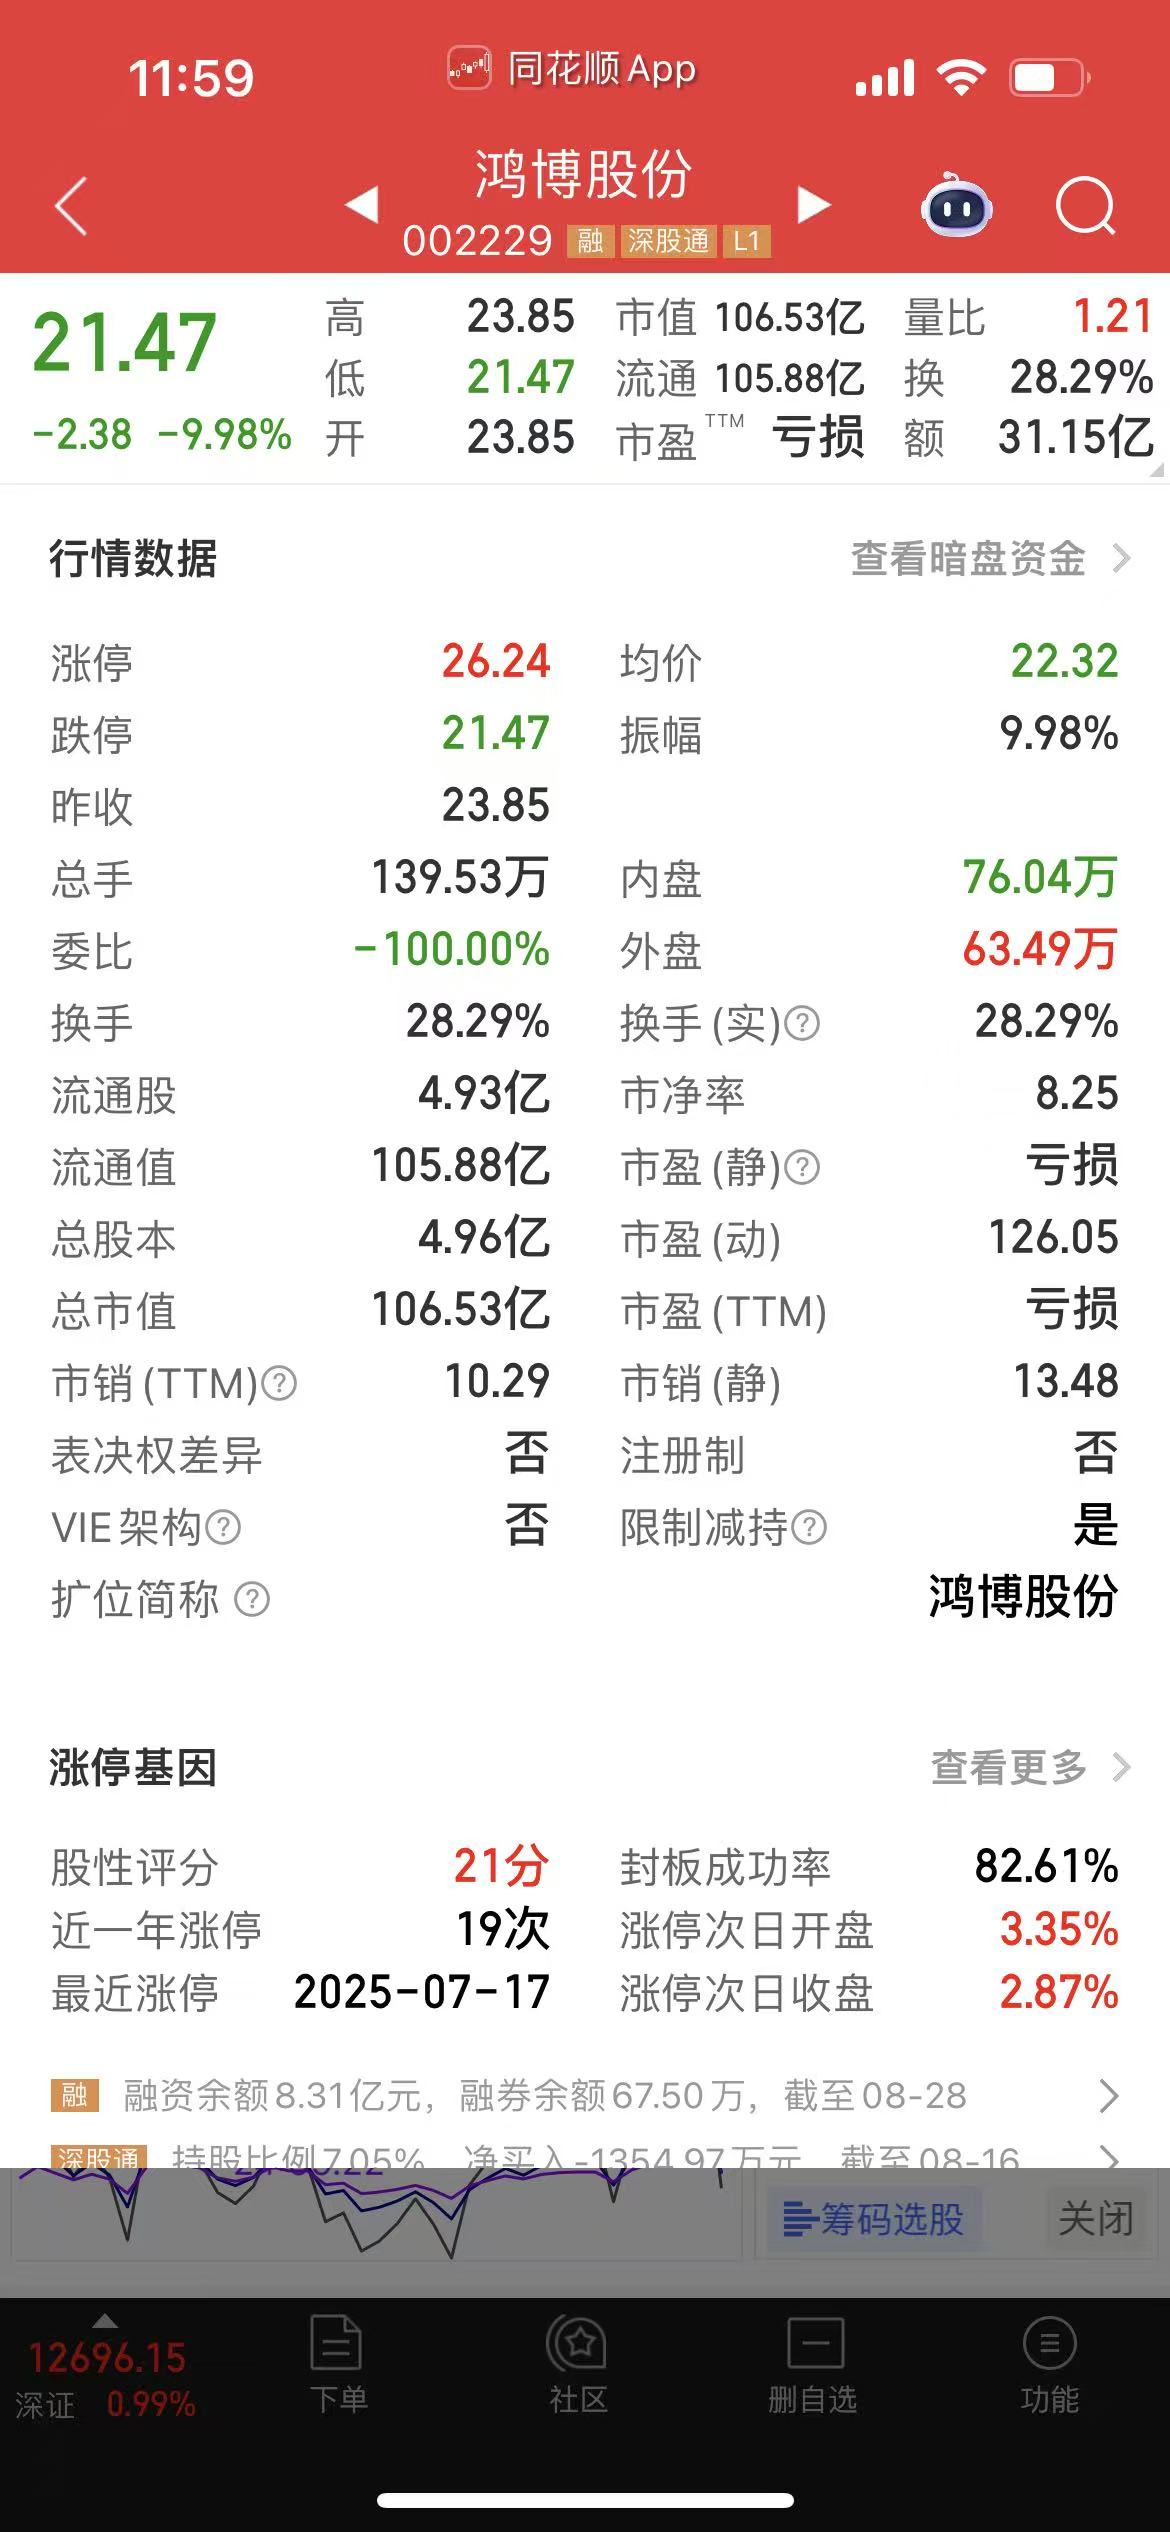 11:59 同花顺App
鸿博股份
002229 融 深股通 L1
21.47 高 23.85 市值 106.53亿 量比 1.21
低 21.47 流通 105.88亿 换 28.29%
-2.38 -9.98% 开 23.85 市盈TTM 亏损 额 31.15亿
行情数据 查看暗盘资金
涨停 26.24 均价 22.32
跌停 21.47 振幅 9.98%
昨收 23.85
总手 139.53万 内盘 76.04万
委比 -100.00% 外盘 63.49万
换手 28.29% 换手(实)? 28.29%
流通股 4.93亿 市净率 8.25
流通值 105.88亿 市盈(静)? 亏损
总股本 4.96亿 市盈(动) 126.05
总市值 106.53亿 市盈(TTM) 亏损
市销(TTM)? 10.29 市销(静) 13.48
表决权差异 否 注册制 否
VIE架构? 否 限制减持? 是
扩位简称 ? 鸿博股份
涨停基因 查看更多
股性评分 21分 封板成功率 82.61%
近一年涨停 19次 涨停次日开盘 3.35%
最近涨停 2025-07-17 涨停次日收盘 2.87%
融 融资余额8.31亿元，融券余额67.50万，截至08-28
深股通 持股比例7.05%，净买入-1354.97万元，截至08-16
筹码选股 关闭
12696.15
深证 0.99% 下单 社区 删自选 功能